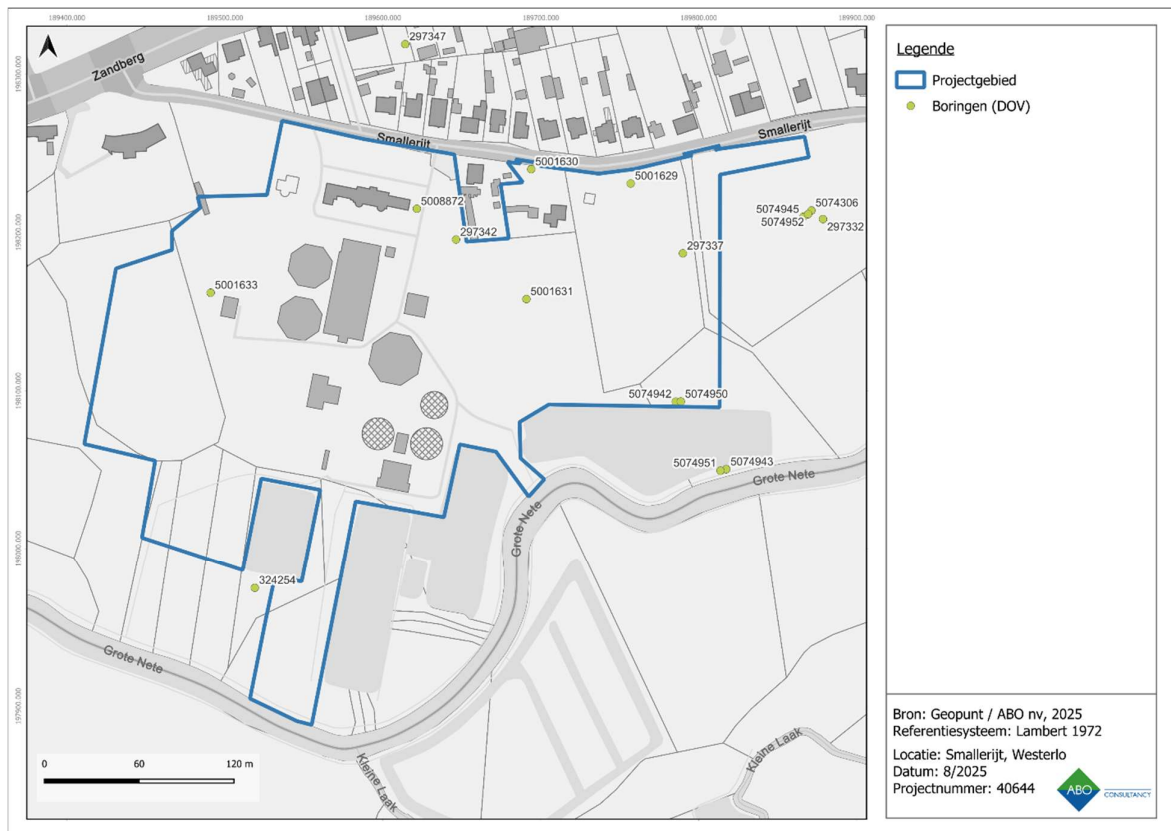 189400.000
189500.000
189600.000
189700.000
189800.000
189900.000
198300.000
198200.000
198100.000
198000.000
197900.000
Zandberg
297347
Smallerijt
Smallerijt
5001630
5001629
5008872
297342
5074945
5074306
5074952
297332
297337
5001633
5001631
5074942
5074950
5074951
5074943
Grote Nete
Grote Nete
324254
Grote Nete
Kleine Laak
Kleine Laak
0
60
120 m
Legende
Projectgebied
Boringen (DOV)
Bron: Geopunt / ABO nv, 2025
Referentiesysteem: Lambert 1972
Locatie: Smallerijt, Westerlo
Datum: 8/2025
Projectnummer: 40644
ABO
CONSULTANCY